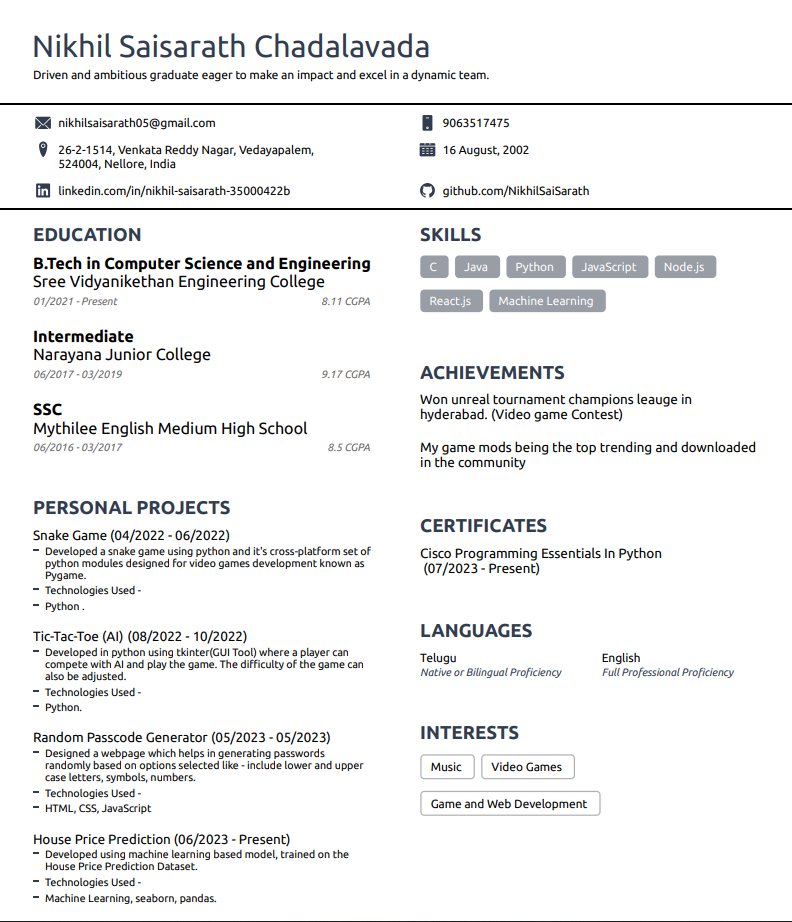 Nikhil Saisarath Chadalavada
Driven and ambitious graduate eager to make an impact and excel in a dynamic team.
nikhilsaisarath05@gmail.com
9063517475
26-2-1514, Venkata Reddy Nagar, Vedayapalem,
524004, Nellore, India
16 August, 2002
linkedin.com/in/nikhil-saisarath-35000422b
github.com/NikhilSaiSarath
EDUCATION
B.Tech in Computer Science and Engineering
Sree Vidyanikethan Engineering College
01/2021 - Present 8.11 CGPA
Intermediate
Narayana Junior College
06/2017 - 03/2019 9.17 CGPA
SSC
Mythilee English Medium High School
06/2016 - 03/2017 8.5 CGPA
PERSONAL PROJECTS
Snake Game (04/2022 - 06/2022)
– Developed a snake game using python and it's cross-platform set of
python modules designed for video games development known as
Pygame.
– Technologies Used -
– Python .
Tic-Tac-Toe (AI) (08/2022 - 10/2022)
– Developed in python using tkinter(GUI Tool) where a player can
compete with AI and play the game. The difficulty of the game can
also be adjusted.
– Technologies Used -
– Python.
Random Passcode Generator (05/2023 - 05/2023)
– Designed a webpage which helps in generating passwords
randomly based on options selected like - include lower and upper
case letters, symbols, numbers.
– Technologies Used -
– HTML, CSS, JavaScript
House Price Prediction (06/2023 - Present)
– Developed using machine learning based model, trained on the
House Price Prediction Dataset.
– Technologies Used -
– Machine Learning, seaborn, pandas.
SKILLS
C Java Python JavaScript Node.js
React.js Machine Learning
ACHIEVEMENTS
Won unreal tournament champions leauge in
hyderabad. (Video game Contest)
My game mods being the top trending and downloaded
in the community
CERTIFICATES
Cisco Programming Essentials In Python
(07/2023 - Present)
LANGUAGES
Telugu English
Native or Bilingual Proficiency Full Professional Proficiency
INTERESTS
Music Video Games
Game and Web Development